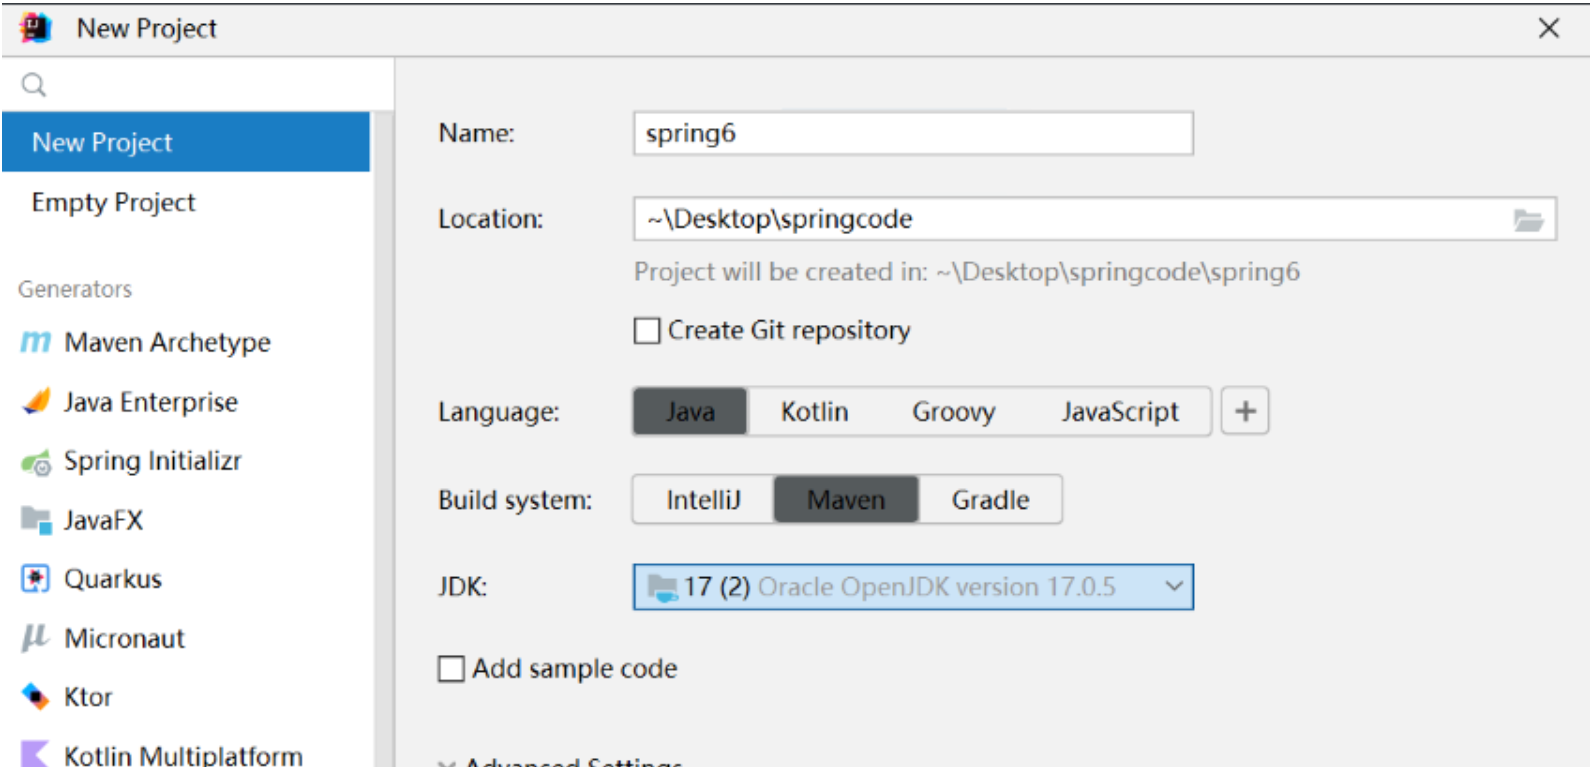 New Project
New Project
Empty Project
Generators
Maven Archetype
Java Enterprise
Spring Initializr
JavaFX
Quarkus
Micronaut
Ktor
Kotlin Multiplatform
Name:
spring6
Location:
~\Desktop\springcode
Project will be created in: ~\Desktop\springcode\spring6
Create Git repository
Language:
Java Kotlin Groovy JavaScript +
Build system:
IntelliJ Maven Gradle
JDK:
17 (2) Oracle OpenJDK version 17.0.5
Add sample code
Advanced Settings